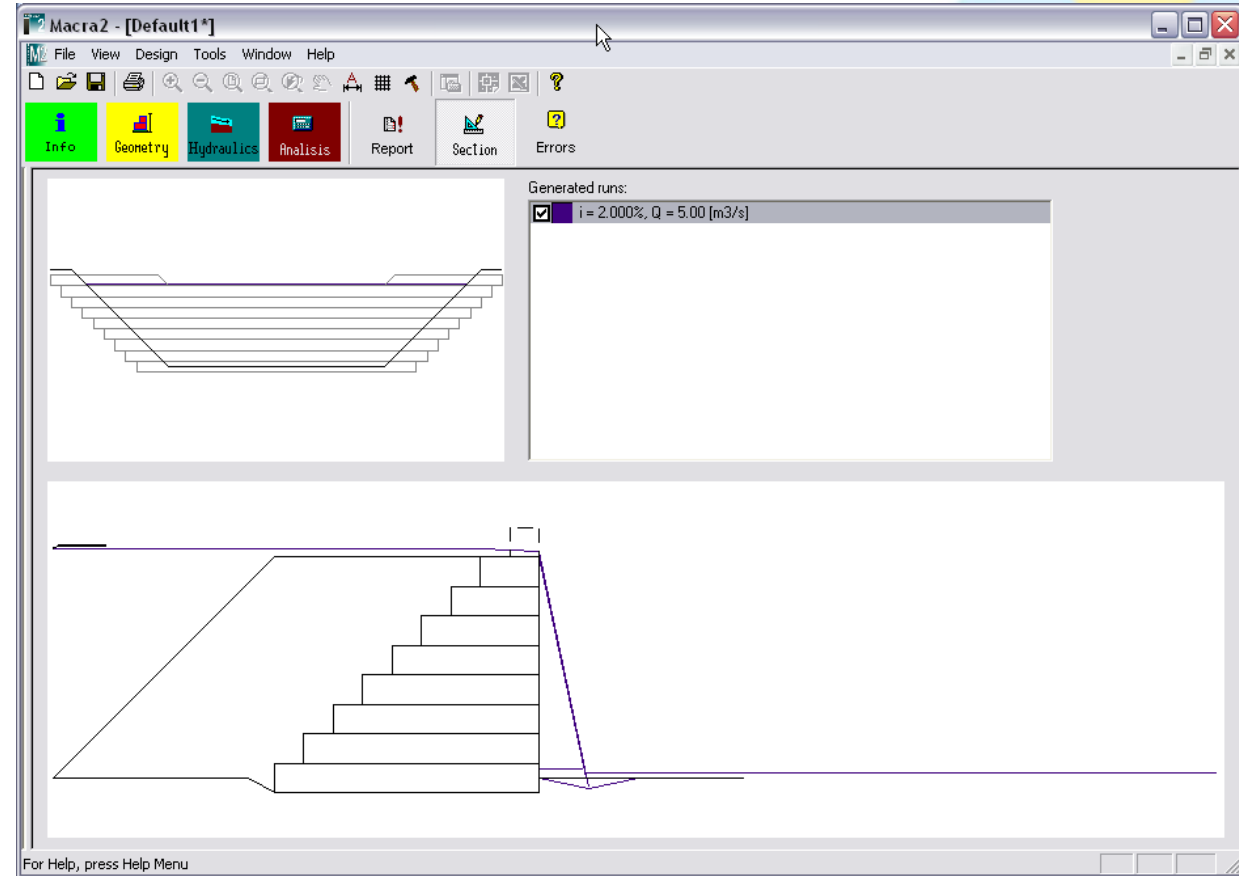 Macra2 - [Default1*]
File View Design Tools Window Help
Info Geometry Hydraulics Analisis Report Section Errors
Generated runs:
i = 2.000%, Q = 5.00 [m3/s]
For Help, press Help Menu